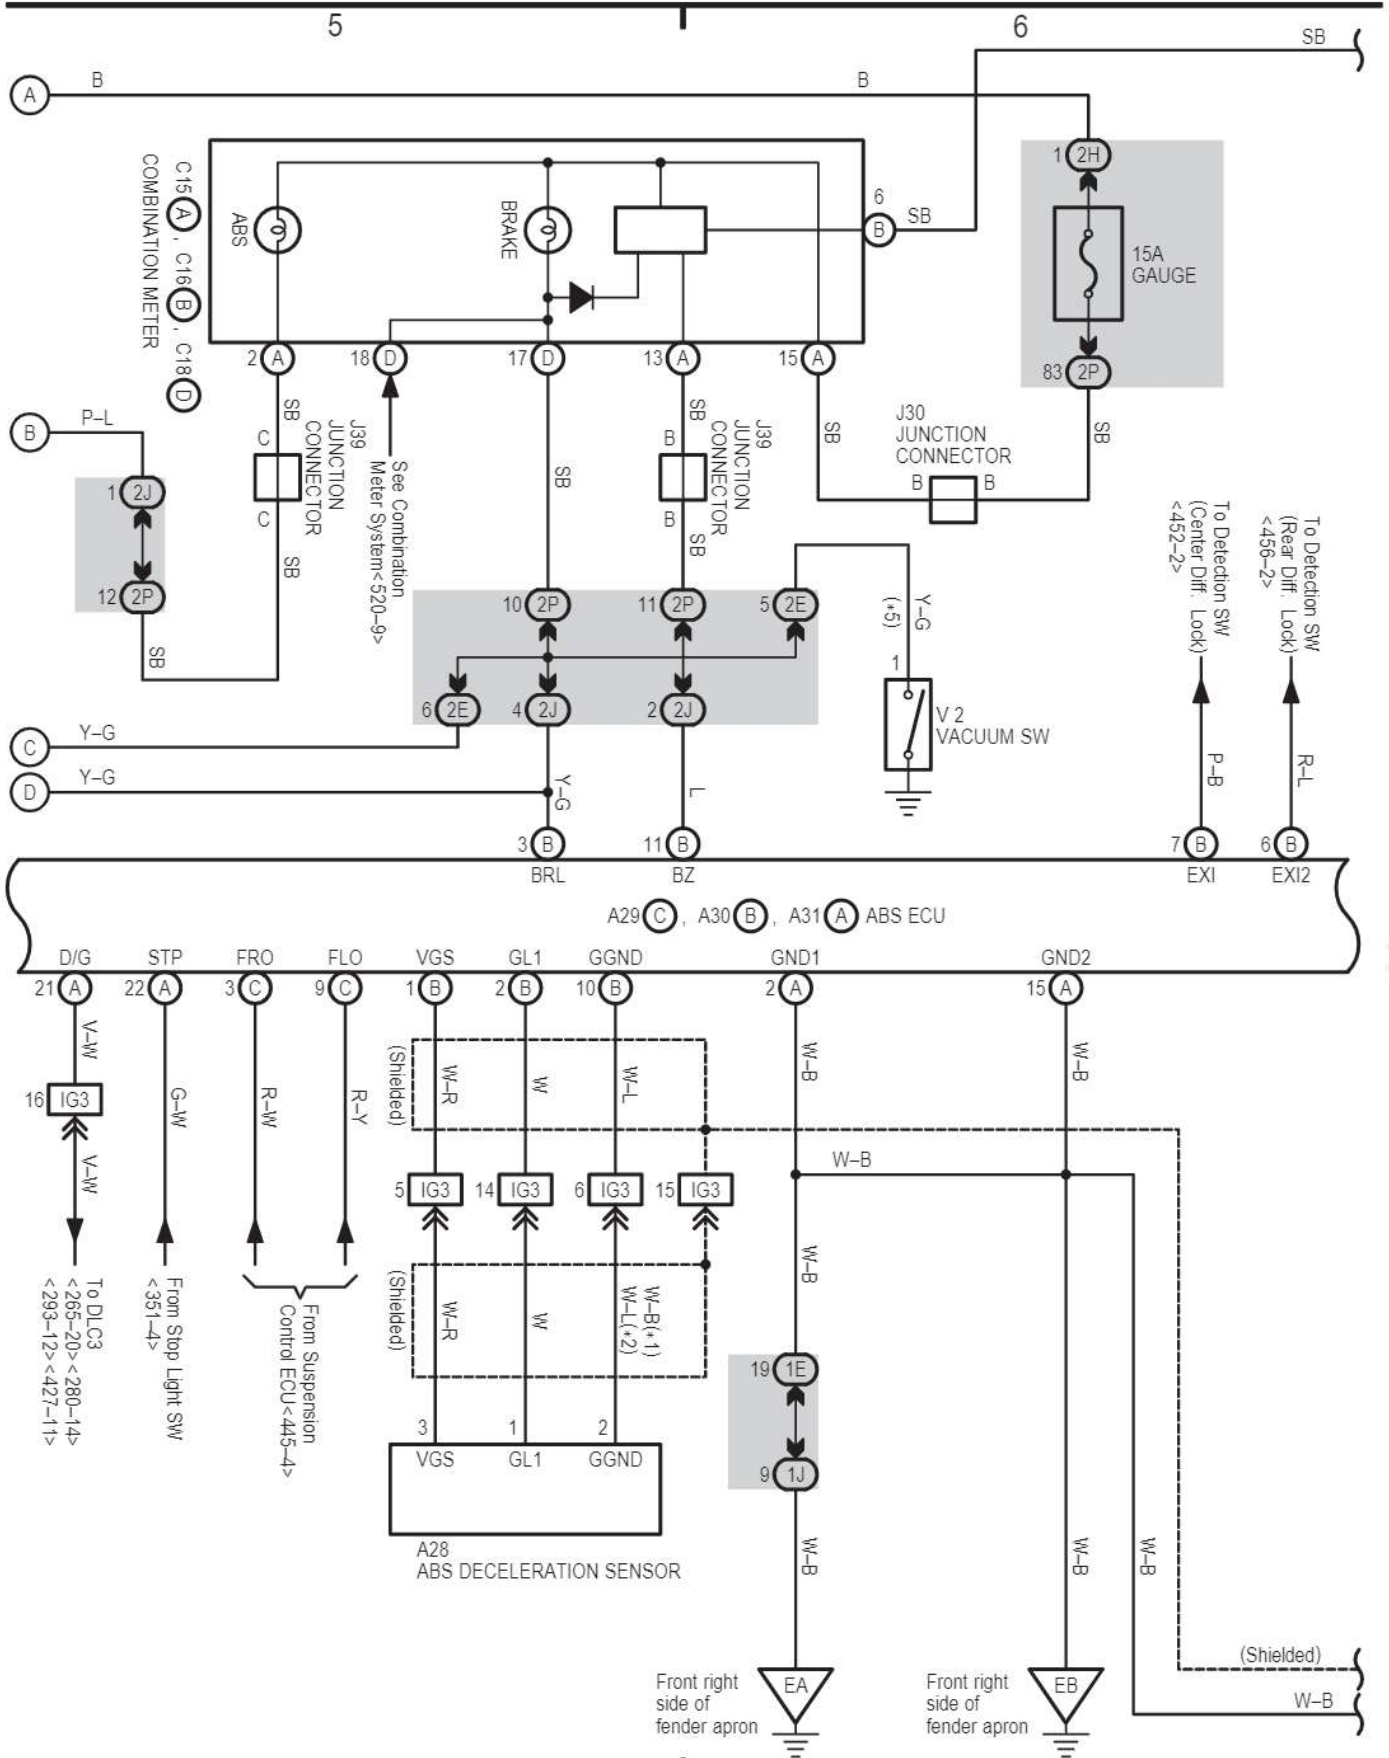 5
6
SB
A
B
B
1 2H
15A
GAUGE
83 2P
SB
C15 A , C16 B , C18 D
COMBINATION METER
ABS
BRAKE
6
B
SB
2 A
18 D
17 D
13 A
15 A
B
P–L
1 2J
12 2P
SB
SB
C
C
J39
JUNCTION
CONNECTOR
SB
See Combination
Meter System<520–9>
SB
SB
B
B
J39
JUNCTION
CONNECTOR
SB
SB
J30
JUNCTION
CONNECTOR
B
B
10 2P
11 2P
5 2E
6 2E
4 2J
2 2J
Y–G
(*5)
1
V 2
VACUUM SW
To Detection SW
(Center Diff. Lock)
<452–2>
To Detection SW
(Rear Diff. Lock)
<456–2>
P–B
R–L
C
Y–G
D
Y–G
Y–G
L
3 B
11 B
7 B
6 B
BRL
BZ
EXI
EXI2
A29 C , A30 B , A31 A ABS ECU
D/G
STP
FRO
FLO
VGS
GL1
GGND
GND1
GND2
21 A
22 A
3 C
9 C
1 B
2 B
10 B
2 A
15 A
V–W
16 IG3
V–W
To DLC3
<265–20><280–14>
<293–12><427–11>
G–W
From Stop Light SW
<351–4>
R–W
R–Y
From Suspension
Control ECU<445–4>
(Shielded)
W–R
W
W–L
5 IG3
14 IG3
6 IG3
15 IG3
(Shielded)
W–R
W
W–B(*1)
W–L(*2)
3
1
2
VGS
GL1
GGND
A28
ABS DECELERATION SENSOR
W–B
W–B
W–B
W–B
19 1E
9 1J
W–B
W–B
W–B
Front right
side of
fender apron
EA
Front right
side of
fender apron
EB
(Shielded)
W–B